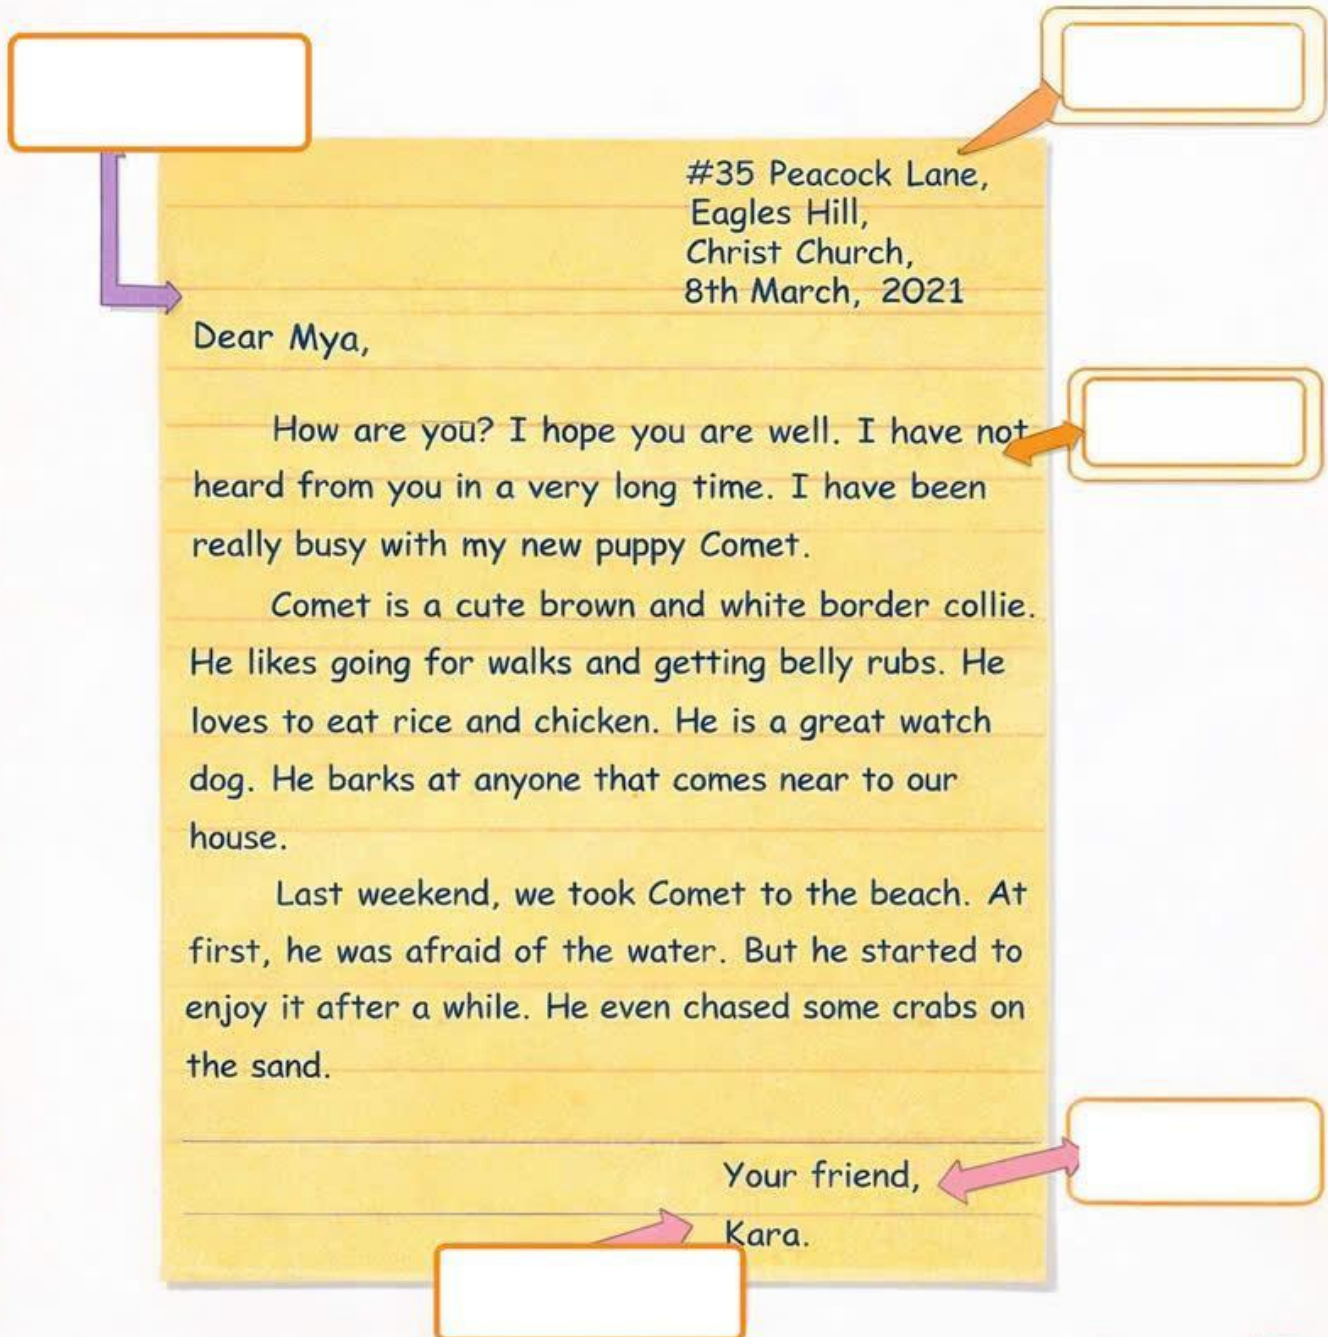 #35 Peacock Lane,
Eagles Hill,
Christ Church,
8th March, 2021
Dear Mya,
How are you? I hope you are well. I have not
heard from you in a very long time. I have been
really busy with my new puppy Comet.
Comet is a cute brown and white border collie.
He likes going for walks and getting belly rubs. He
loves to eat rice and chicken. He is a great watch
dog. He barks at anyone that comes near to our
house.
Last weekend, we took Comet to the beach. At
first, he was afraid of the water. But he started to
enjoy it after a while. He even chased some crabs on
the sand.
Your friend,
Kara.